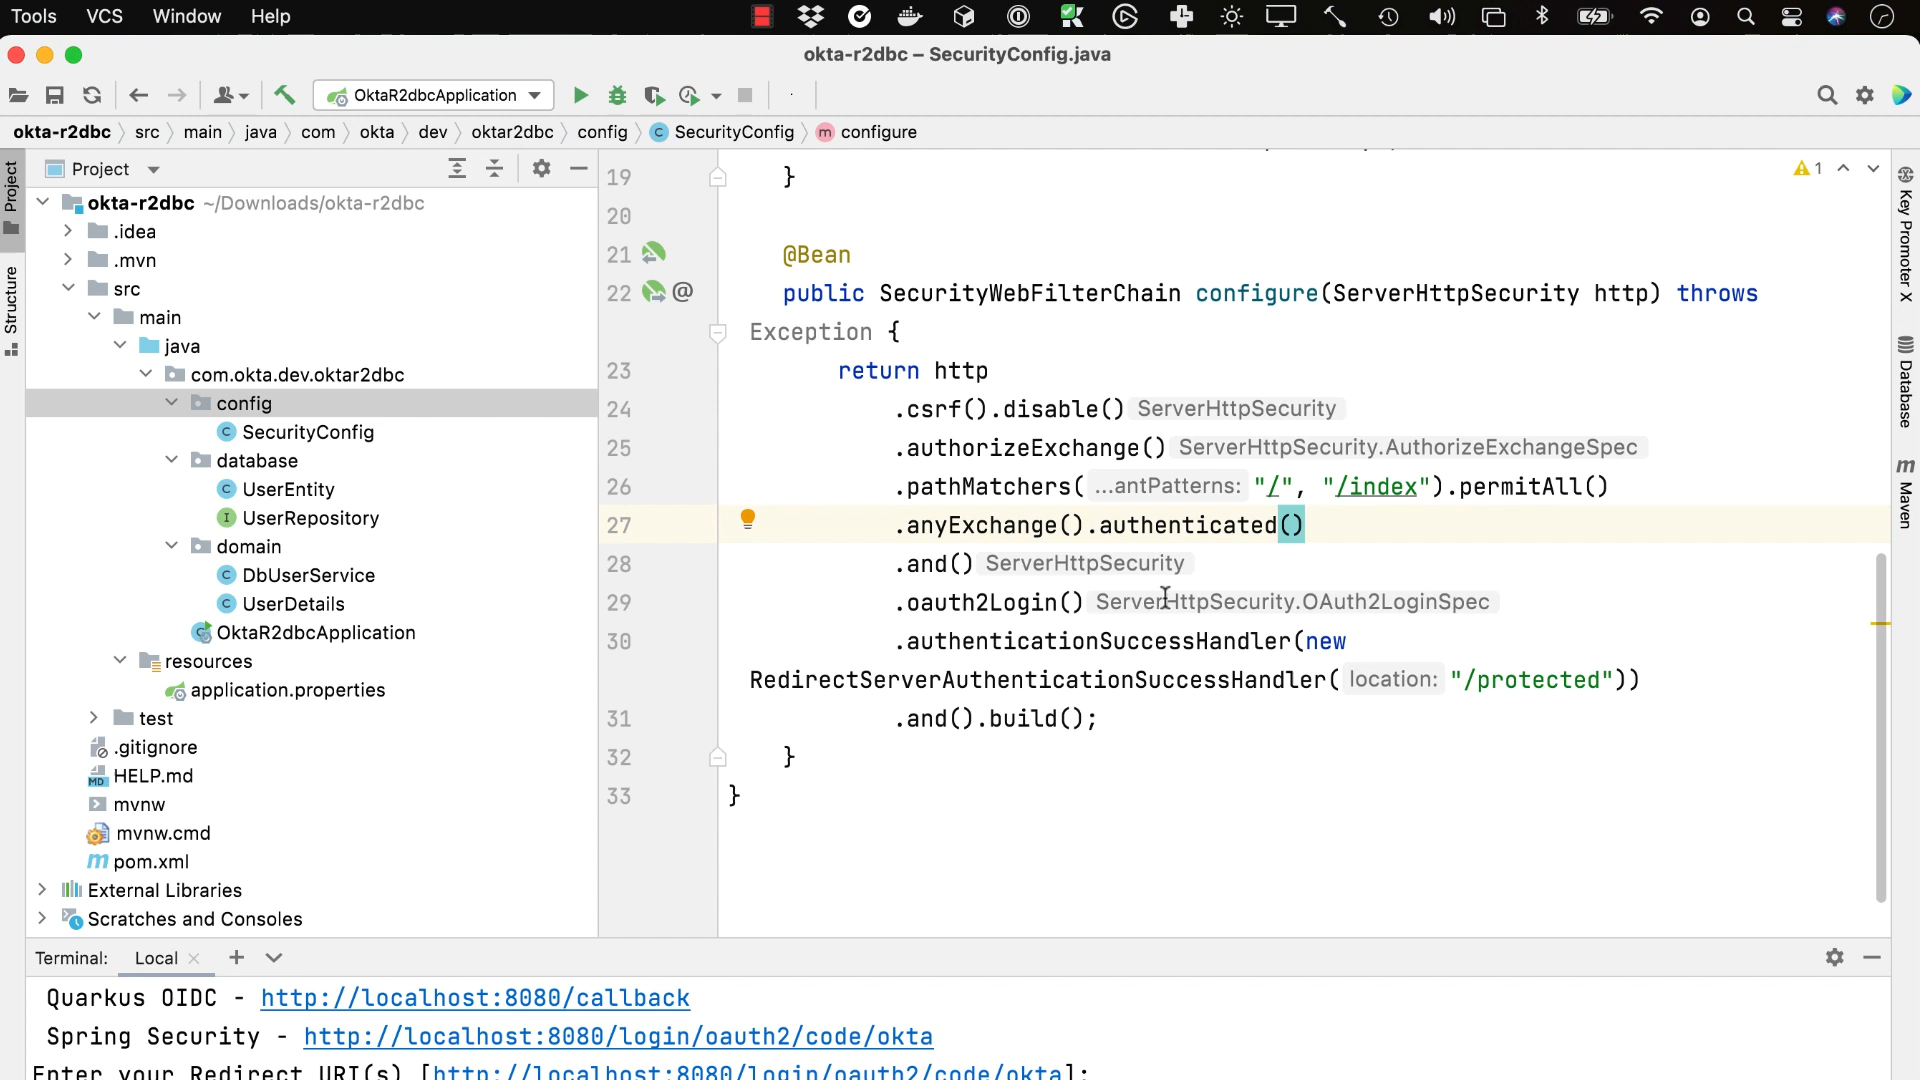 Tools VCS Window Help
okta-r2dbc – SecurityConfig.java
OktaR2dbcApplication
okta-r2dbc src main java com okta dev oktar2dbc config SecurityConfig configure
Project
okta-r2dbc ~/Downloads/okta-r2dbc
.idea
.mvn
src
main
java
com.okta.dev.oktar2dbc
config
SecurityConfig
database
UserEntity
UserRepository
domain
DbUserService
UserDetails
OktaR2dbcApplication
resources
application.properties
test
.gitignore
HELP.md
mvnw
mvnw.cmd
pom.xml
External Libraries
Scratches and Consoles
Project
Structure
19 }
20
21 @Bean
22 @ public SecurityWebFilterChain configure(ServerHttpSecurity http) throws
Exception {
23 return http
24 .csrf().disable() ServerHttpSecurity
25 .authorizeExchange() ServerHttpSecurity.AuthorizeExchangeSpec
26 .pathMatchers( ...antPatterns: "/", "/index").permitAll()
27 .anyExchange().authenticated()
28 .and() ServerHttpSecurity
29 .oauth2Login() ServerHttpSecurity.OAuth2LoginSpec
30 .authenticationSuccessHandler(new
RedirectServerAuthenticationSuccessHandler( location: "/protected"))
31 .and().build();
32 }
33 }
1
Key Promoter X
Database
Maven
Terminal: Local
Quarkus OIDC - http://localhost:8080/callback
Spring Security - http://localhost:8080/login/oauth2/code/okta
Enter your Redirect URI(s) [http://localhost:8080/login/oauth2/code/okta]: